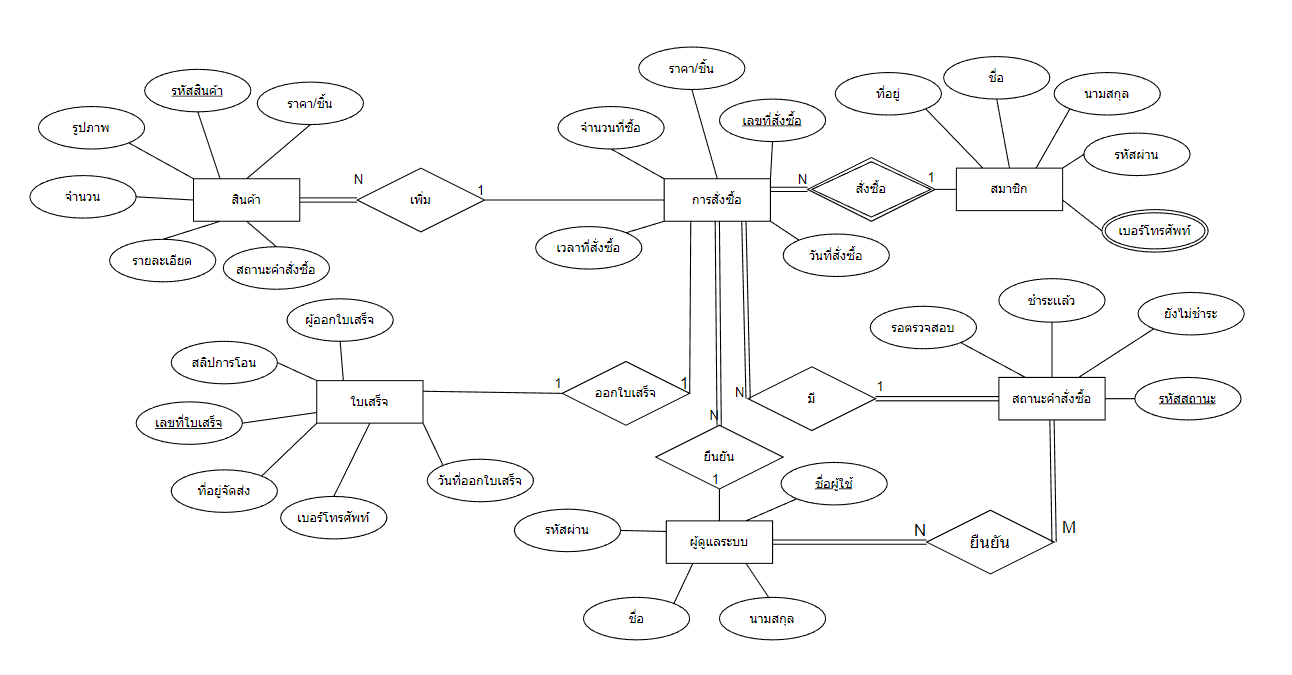 ราคา/ชิ้น
รหัสสินค้า
ราคา/ชิ้น
รูปภาพ
จำนวน
สินค้า
รายละเอียด
สถานะคำสั่งซื้อ
N
เพิ่ม
1
จำนวนที่ซื้อ
เลขที่สั่งซื้อ
การสั่งซื้อ
เวลาที่สั่งซื้อ
วันที่สั่งซื้อ
N
สั่งซื้อ
1
ที่อยู่
ชื่อ
นามสกุล
รหัสผ่าน
สมาชิก
เบอร์โทรศัพท์
ผู้ออกใบเสร็จ
สลิปการโอน
ใบเสร็จ
เลขที่ใบเสร็จ
ที่อยู่จัดส่ง
เบอร์โทรศัพท์
วันที่ออกใบเสร็จ
1
ออกใบเสร็จ
1
N
มี
1
รอตรวจสอบ
ชำระแล้ว
ยังไม่ชำระ
สถานะคำสั่งซื้อ
รหัสสถานะ
N
ยืนยัน
1
ชื่อผู้ใช้
รหัสผ่าน
ผู้ดูแลระบบ
ชื่อ
นามสกุล
N
ยืนยัน
M